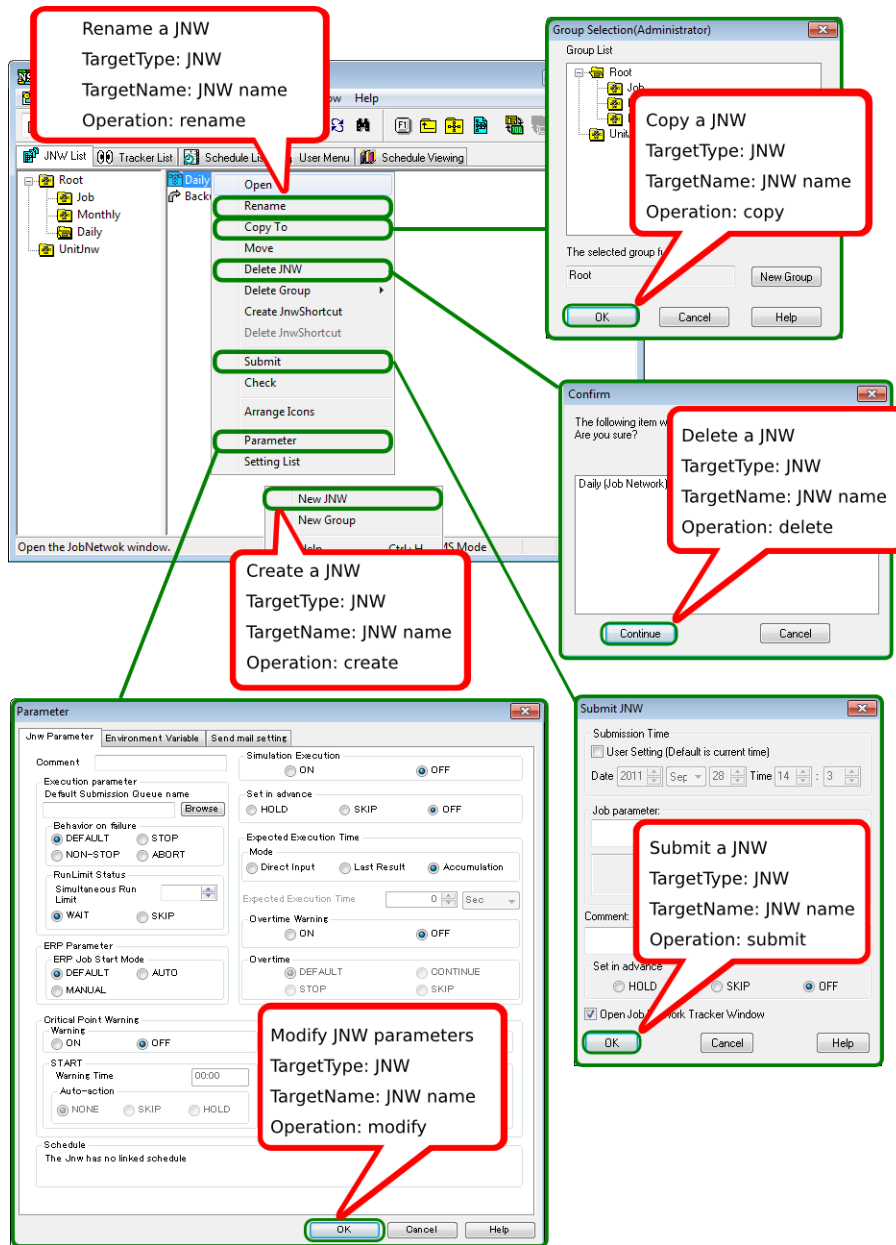 Rename a JNW
TargetType: JNW
TargetName: JNW name
Operation: rename
Help
JNW List
Tracker List
User Menu
Schedule Viewing
Root
Job
Monthly
Daily
UnitJnw
Daily
Open
Rename
Copy To
Move
Delete JNW
Delete Group
Create JnwShortcut
Delete JnwShortcut
Submit
Check
Arrange Icons
Parameter
Setting List
New JNW
New Group
Open the JobNetwok window.
Mode
Create a JNW
TargetType: JNW
TargetName: JNW name
Operation: create
Group Selection(Administrator)
Group List
Root
Copy a JNW
TargetType: JNW
TargetName: JNW name
Operation: copy
The selected group
Root
New Group
OK Cancel Help
Confirm
The following item
Are you sure?
Daily (Job Network)
Delete a JNW
TargetType: JNW
TargetName: JNW name
Operation: delete
Continue Cancel
Parameter
Jnw Parameter Environment Variable Send mail setting
Comment
Execution parameter
Default Submission Queue name
Browse
Behavior on failure
DEFAULT STOP
NON-STOP ABORT
RunLimit Status
Simultaneous Run
Limit
WAIT SKIP
ERP Parameter
ERP Job Start Mode
DEFAULT AUTO
MANUAL
Simulation Execution
ON OFF
Set in advance
HOLD SKIP OFF
Expected Execution Time
Mode
Direct Input Last Result Accumulation
Expected Execution Time 0 Sec
Overtime Warning
ON OFF
Overtime
DEFAULT CONTINUE
STOP SKIP
Critical Point Warning
Warning
ON OFF
START
Warning Time 00:00
Auto-action
NONE SKIP HOLD
Modify JNW parameters
TargetType: JNW
TargetName: JNW name
Operation: modify
Schedule
The Jnw has no linked schedule
OK Cancel Help
Submit JNW
Submission Time
User Setting (Default is current time)
Date 2011 Sep 28 Time 14 : 3
Job parameter:
Submit a JNW
TargetType: JNW
TargetName: JNW name
Operation: submit
Comment:
Set in advance
HOLD SKIP OFF
Open Job Network Tracker Window
OK Cancel Help